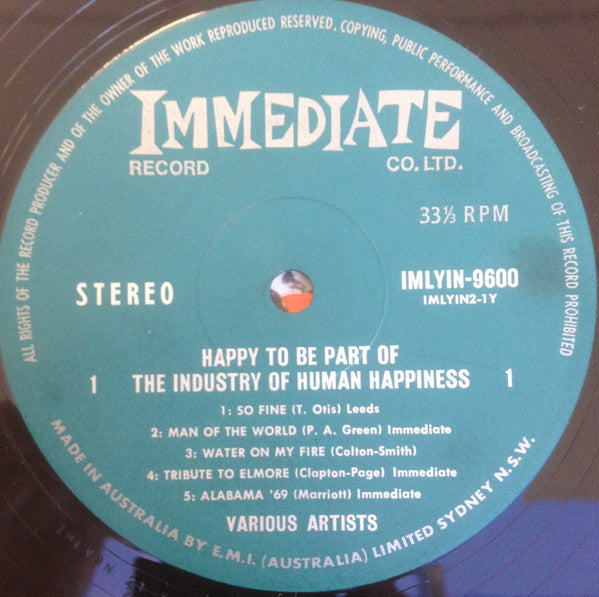 ALL RIGHTS OF THE RECORD PRODUCER AND OF THE OWNER OF THE WORK REPRODUCED RESERVED. COPYING, PUBLIC PERFORMANCE AND BROADCASTING OF THIS RECORD PROHIBITED
IMMEDIATE
RECORD CO. LTD.
33⅓ RPM
STEREO
IMLYIN-9600
IMLYIN2-1Y
HAPPY TO BE PART OF
1 THE INDUSTRY OF HUMAN HAPPINESS 1
1: SO FINE (T. Otis) Leeds
2: MAN OF THE WORLD (P. A. Green) Immediate
3: WATER ON MY FIRE (Colton-Smith)
4: TRIBUTE TO ELMORE (Clapton-Page) Immediate
5: ALABAMA '69 (Marriott) Immediate
VARIOUS ARTISTS
MADE IN AUSTRALIA BY E.M.I. (AUSTRALIA) LIMITED SYDNEY N.S.W.